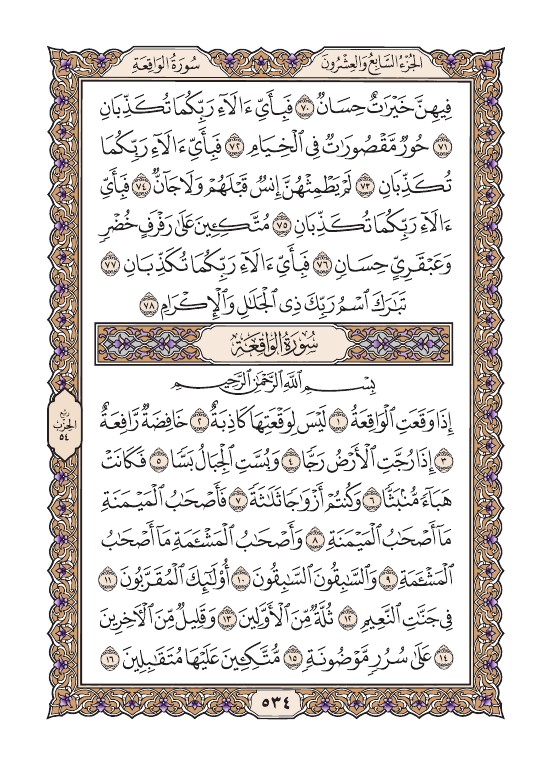 الجُزْءُ السَّابِعُ وَالعِشْرُونَ
سُورَةُ الوَاقِعَةِ
فِيهِنَّ خَيْرَٰتٌ حِسَانٌ ٧٠ فَبِأَيِّ ءَالَآءِ رَبِّكُمَا تُكَذِّبَانِ
٧١ حُورٌ مَّقْصُورَٰتٌ فِي ٱلْخِيَامِ ٧٢ فَبِأَيِّ ءَالَآءِ رَبِّكُمَا
تُكَذِّبَانِ ٧٣ لَمْ يَطْمِثْهُنَّ إِنسٌ قَبْلَهُمْ وَلَا جَآنٌّ ٧٤ فَبِأَيِّ
ءَالَآءِ رَبِّكُمَا تُكَذِّبَانِ ٧٥ مُتَّكِـِٔينَ عَلَىٰ رَفْرَفٍ خُضْرٍ
وَعَبْقَرِيٍّ حِسَانٍ ٧٦ فَبِأَيِّ ءَالَآءِ رَبِّكُمَا تُكَذِّبَانِ ٧٧
تَبَٰرَكَ ٱسْمُ رَبِّكَ ذِي ٱلْجَلَٰلِ وَٱلْإِكْرَامِ ٧٨
سُورَةُ الوَاقِعَةِ
بِسْمِ ٱللَّهِ ٱلرَّحْمَٰنِ ٱلرَّحِيمِ
إِذَا وَقَعَتِ ٱلْوَاقِعَةُ ١ لَيْسَ لِوَقْعَتِهَا كَاذِبَةٌ ٢ خَافِضَةٌ رَّافِعَةٌ
٣ إِذَا رُجَّتِ ٱلْأَرْضُ رَجًّا ٤ وَبُسَّتِ ٱلْجِبَالُ بَسًّا ٥ فَكَانَتْ
هَبَآءً مُّنۢبَثًّا ٦ وَكُنتُمْ أَزْوَٰجًا ثَلَٰثَةً ٧ فَأَصْحَٰبُ ٱلْمَيْمَنَةِ
مَآ أَصْحَٰبُ ٱلْمَيْمَنَةِ ٨ وَأَصْحَٰبُ ٱلْمَشْـَٔمَةِ مَآ أَصْحَٰبُ
ٱلْمَشْـَٔمَةِ ٩ وَٱلسَّٰبِقُونَ ٱلسَّٰبِقُونَ ١٠ أُو۟لَٰٓئِكَ ٱلْمُقَرَّبُونَ ١١
فِي جَنَّٰتِ ٱلنَّعِيمِ ١٢ ثُلَّةٌ مِّنَ ٱلْأَوَّلِينَ ١٣ وَقَلِيلٌ مِّنَ ٱلْأٓخِرِينَ
١٤ عَلَىٰ سُرُرٍ مَّوْضُونَةٍ ١٥ مُّتَّكِـِٔينَ عَلَيْهَا مُتَقَٰبِلِينَ ١٦
ربع
الحزب
٥٤
٥٣٤